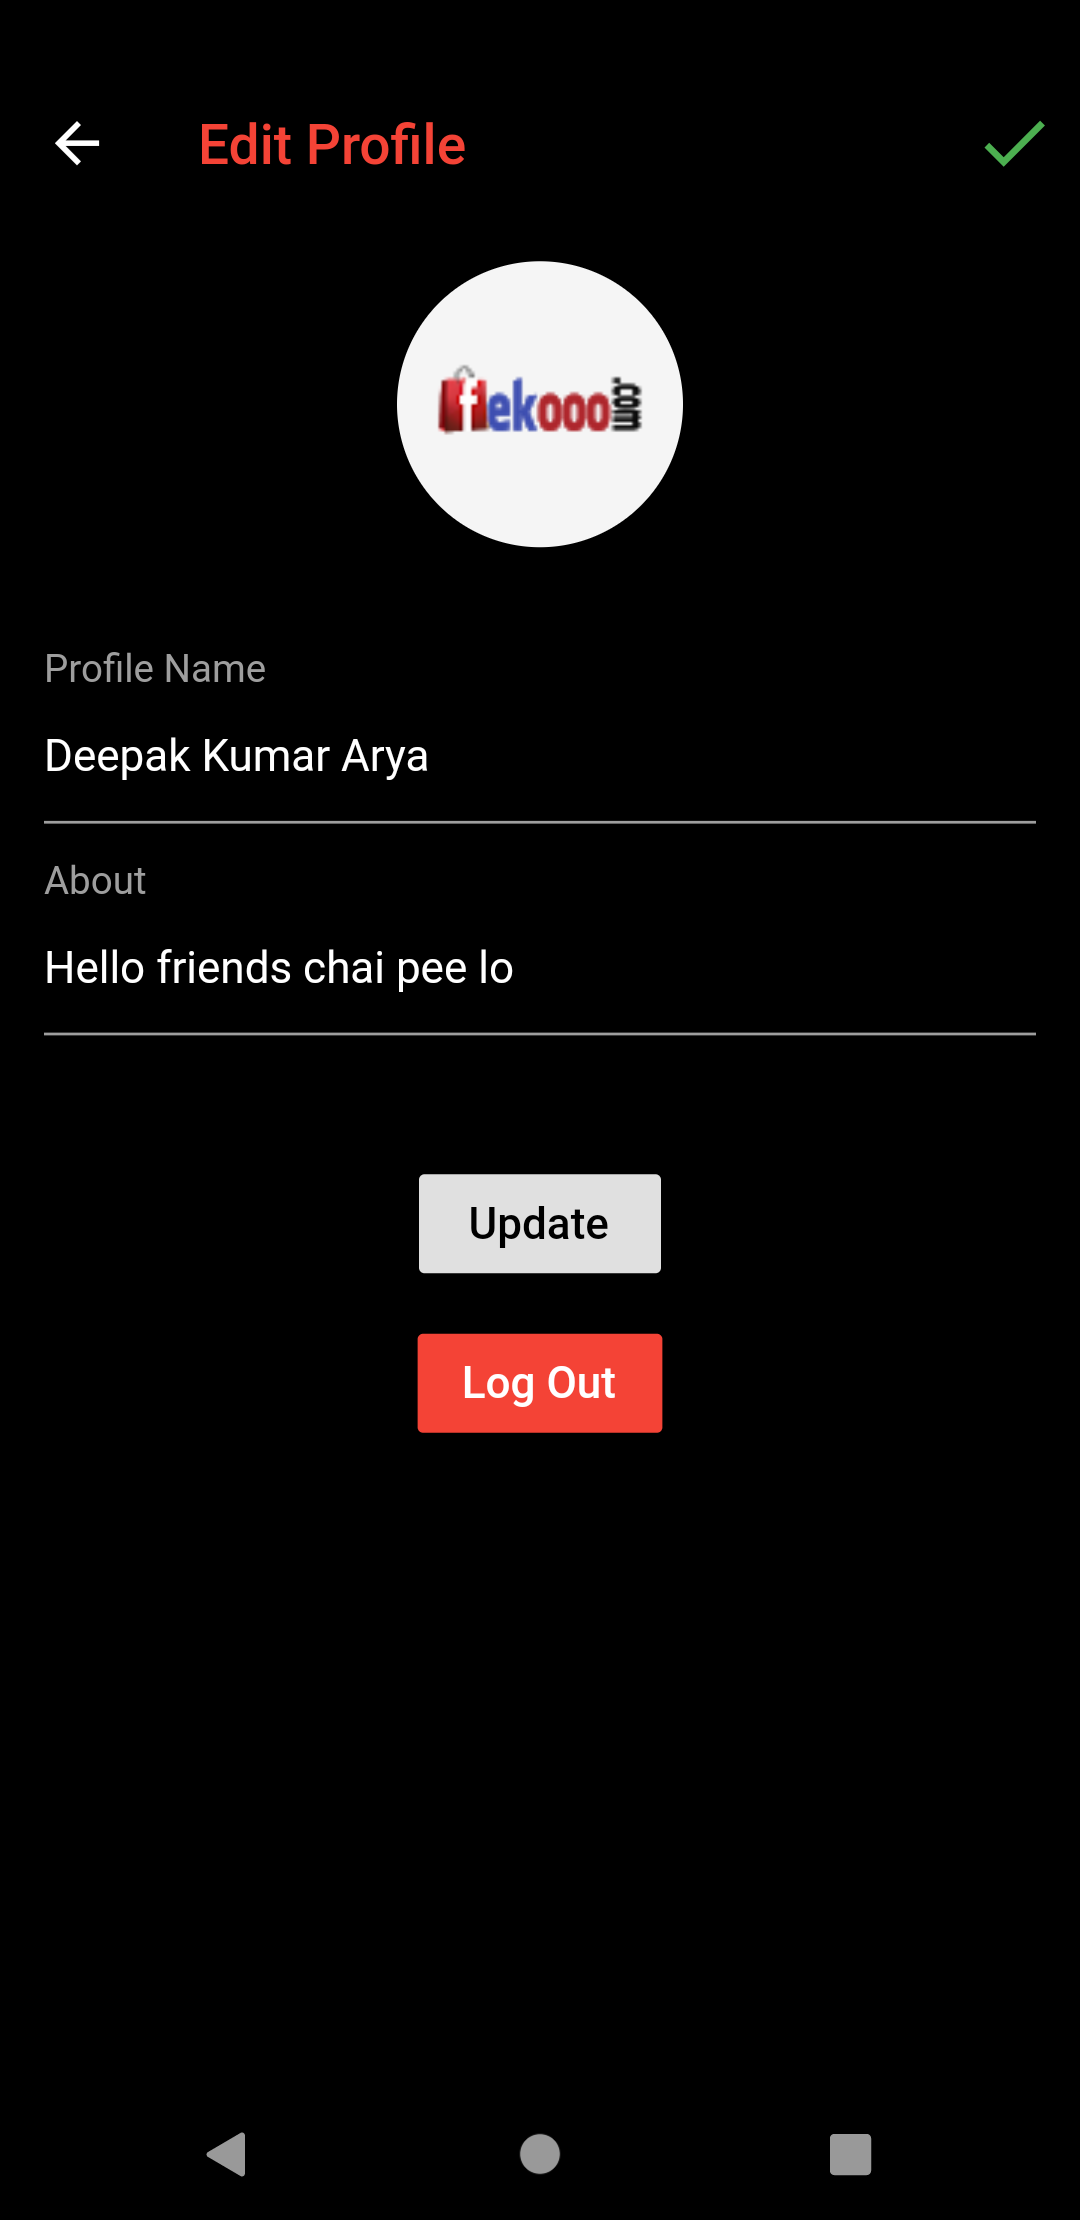 Edit Profile
flekooo.com
Profile Name
Deepak Kumar Arya
About
Hello friends chai pee lo
Update
Log Out